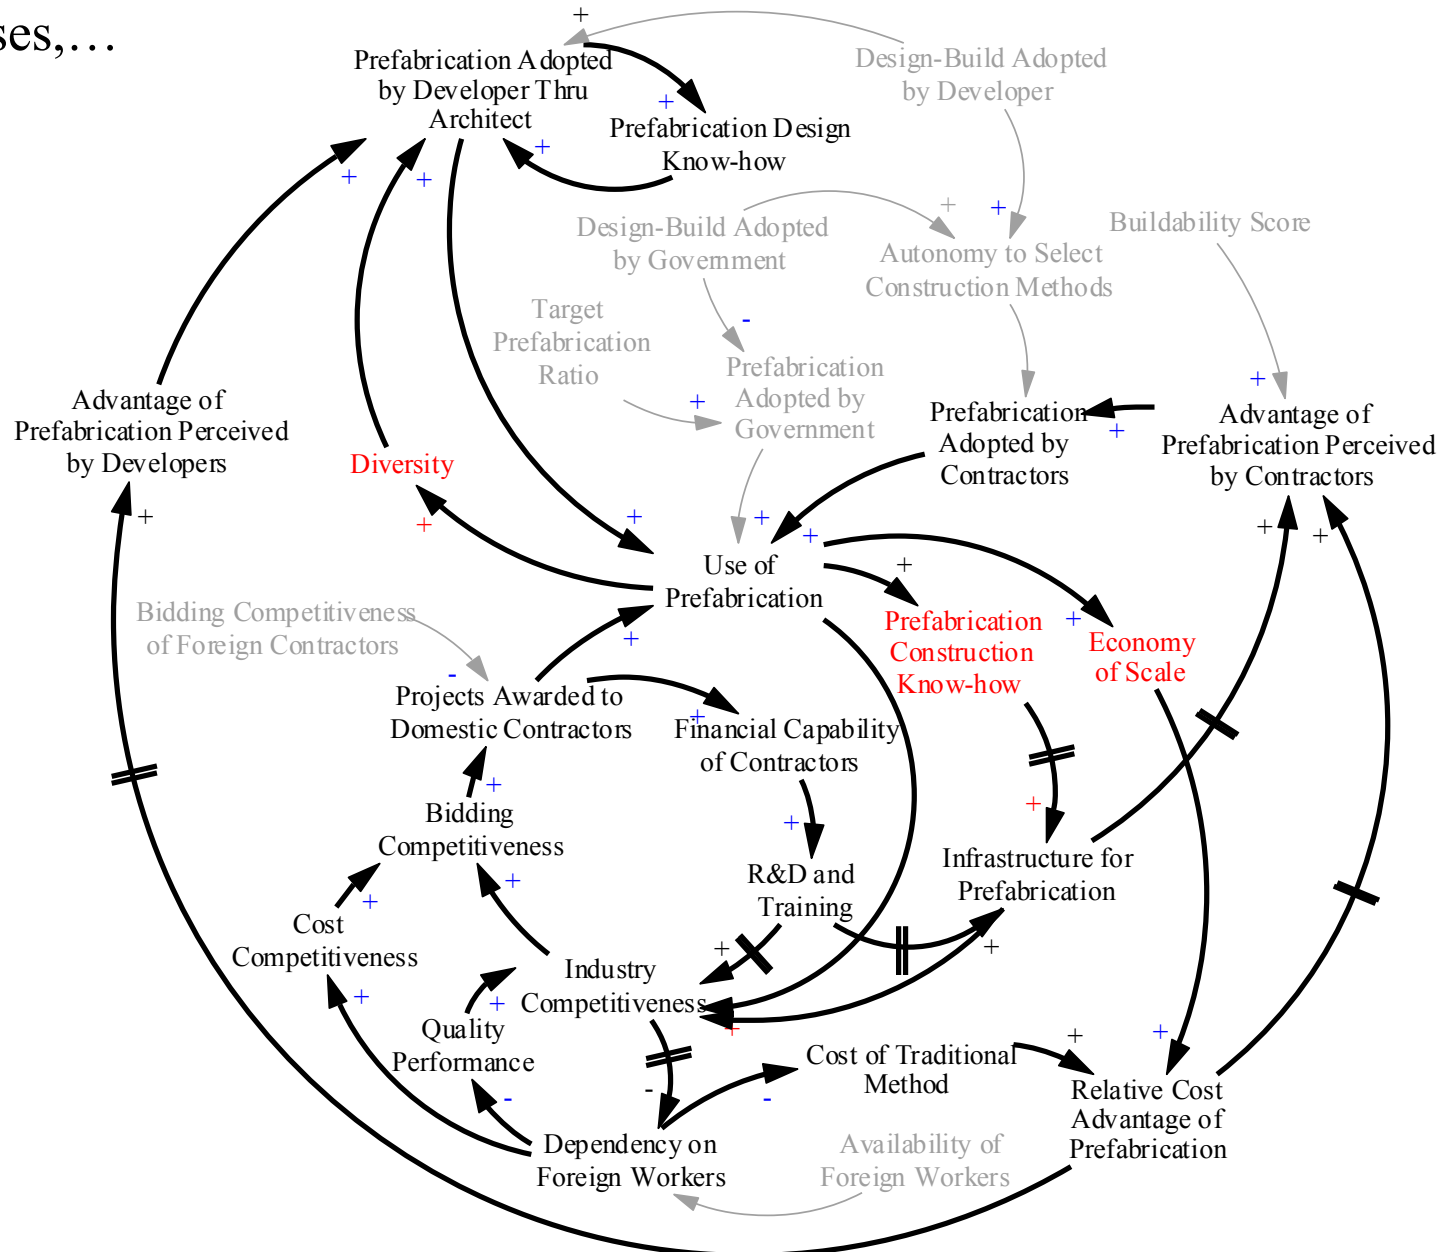 ses,…
Prefabrication Adopted
by Developer Thru
Architect
Design-Build Adopted
by Developer
Prefabrication Design
Know-how
Design-Build Adopted
by Government
Autonomy to Select
Construction Methods
Buildability Score
Target
Prefabrication
Ratio
Prefabrication
Adopted by
Government
Advantage of
Prefabrication Perceived
by Developers
Diversity
Prefabrication
Adopted by
Contractors
Advantage of
Prefabrication Perceived
by Contractors
Use of
Prefabrication
Bidding Competitiveness
of Foreign Contractors
Prefabrication
Construction
Know-how
Economy
of Scale
Projects Awarded to
Domestic Contractors
Financial Capability
of Contractors
Bidding
Competitiveness
R&D and
Training
Infrastructure for
Prefabrication
Cost
Competitiveness
Industry
Competitiveness
Quality
Performance
Cost of Traditional
Method
Relative Cost
Advantage of
Prefabrication
Dependency on
Foreign Workers
Availability of
Foreign Workers